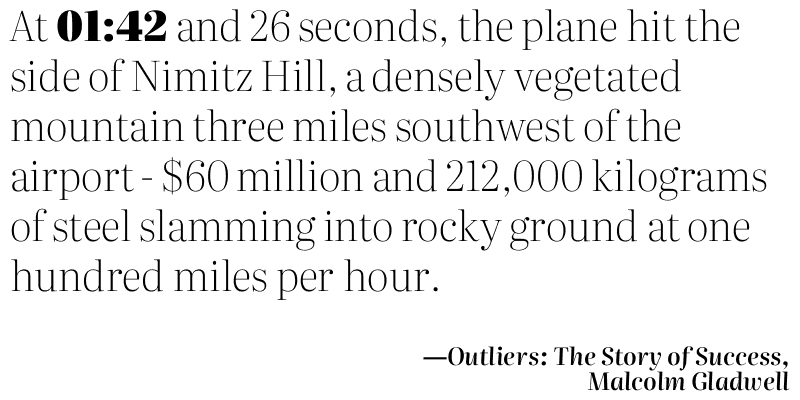 At 01:42 and 26 seconds, the plane hit the
side of Nimitz Hill, a densely vegetated
mountain three miles southwest of the
airport - $60 million and 212,000 kilograms
of steel slamming into rocky ground at one
hundred miles per hour.
—Outliers: The Story of Success,
Malcolm Gladwell